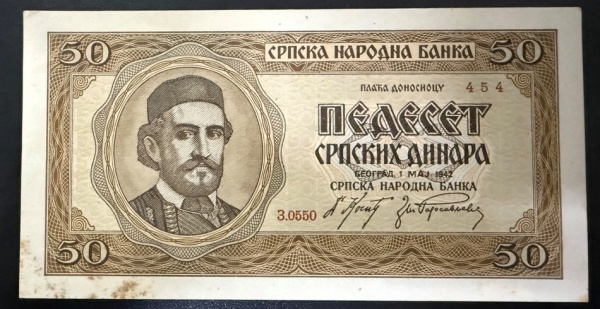 50 СРПСКА НАРОДНА БАНКА 50
ПЛАЋА ДОНОСИОЦУ 454
ПЕДЕСЕТ
СРПСКИХ ДИНАРА
БЕОГРАД, 1 МАЈ 1942
СРПСКА НАРОДНА БАНКА
З.0550
50 50